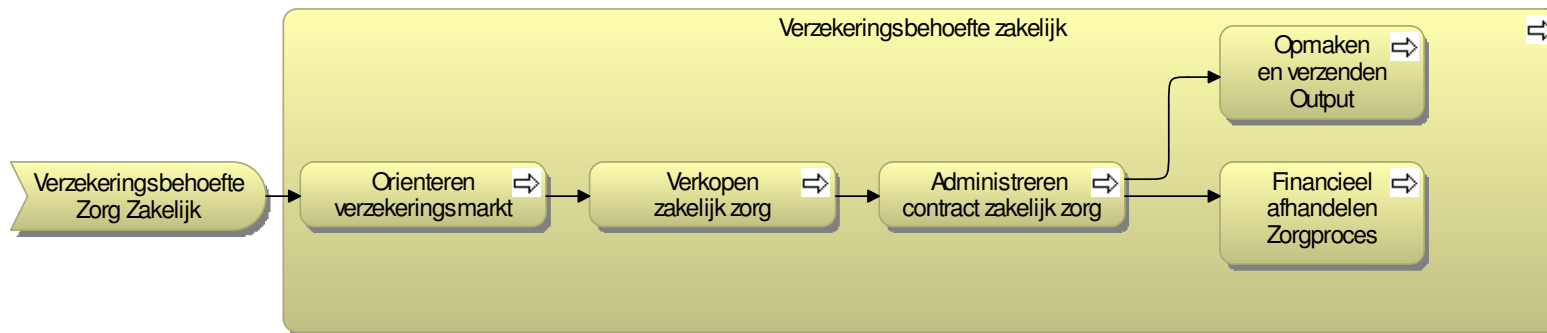 Verzekeringsbehoefte zakelijk
Opmaken
en verzenden
Output
Verzekeringsbehoefte
Zorg Zakelijk
Orienteren
verzekeringsmarkt
Verkopen
zakelijk zorg
Administreren
contract zakelijk zorg
Financieel
afhandelen
Zorgproces